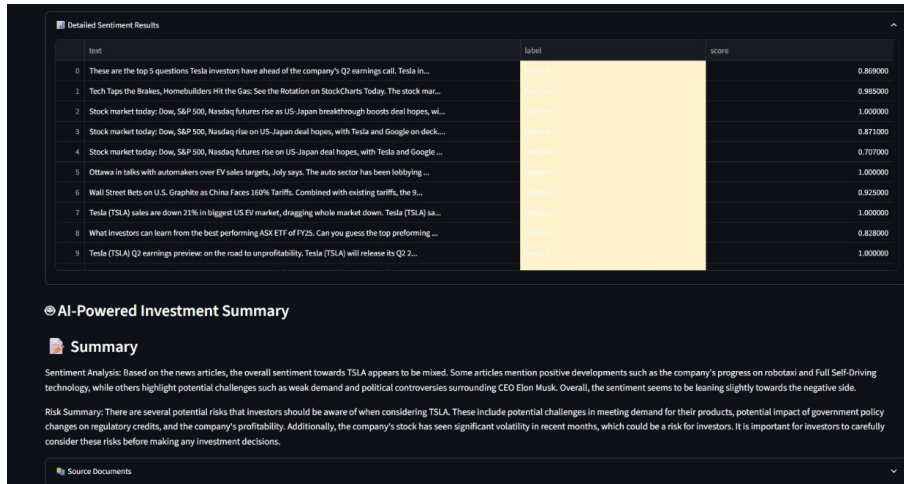 Detailed Sentiment Results
text label score
0 These are the top 5 questions Tesla investors have ahead of the company's Q2 earnings call. Tesla in... 0.869000
1 Tech Taps the Brakes, Homebuilders Hit the Gas: See the Rotation on StockCharts Today. The stock mar... 0.985000
2 Stock market today: Dow, S&P 500, Nasdaq futures rise as US-Japan breakthrough boosts deal hopes, wi... 1.000000
3 Stock market today: Dow, S&P 500, Nasdaq rise on US-Japan deal hopes, with Tesla and Google on deck.... 0.871000
4 Stock market today: Dow, S&P 500, Nasdaq futures rise on US-Japan deal hopes, with Tesla and Google ... 0.707000
5 Ottawa in talks with automakers over EV sales targets, Joly says. The auto sector has been lobbying ... 1.000000
6 Wall Street Bets on U.S. Graphite as China Faces 160% Tariffs. Combined with existing tariffs, the 9... 0.925000
7 Tesla (TSLA) sales are down 21% in biggest US EV market, dragging whole market down. Tesla (TSLA) sa... 1.000000
8 What investors can learn from the best performing ASX ETF of FY25. Can you guess the top preforming ... 0.828000
9 Tesla (TSLA) Q2 earnings preview: on the road to unprofitability. Tesla (TSLA) will release its Q2 2... 1.000000
AI-Powered Investment Summary
Summary
Sentiment Analysis: Based on the news articles, the overall sentiment towards TSLA appears to be mixed. Some articles mention positive developments such as the company's progress on robotaxi and Full Self-Driving
technology, while others highlight potential challenges such as weak demand and political controversies surrounding CEO Elon Musk. Overall, the sentiment seems to be leaning slightly towards the negative side.
Risk Summary: There are several potential risks that investors should be aware of when considering TSLA. These include potential challenges in meeting demand for their products, potential impact of government policy
changes on regulatory credits, and the company's profitability. Additionally, the company's stock has seen significant volatility in recent months, which could be a risk for investors. It is important for investors to carefully
consider these risks before making any investment decisions.
Source Documents